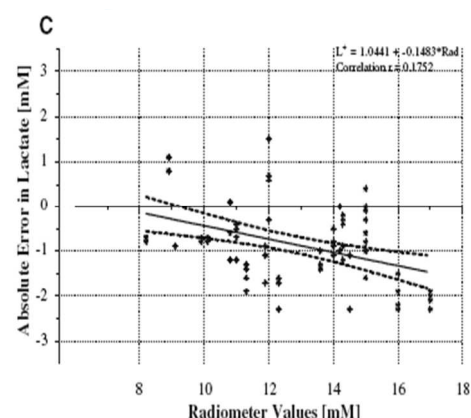 C
L⁺ = 1.0441 + -0.1483*Rad
Correlation r = 0.1752
Absolute Error in Lactate [mM]
3
2
1
0
-1
-2
-3
8
10
12
14
16
18
Radiometer Values [mM]